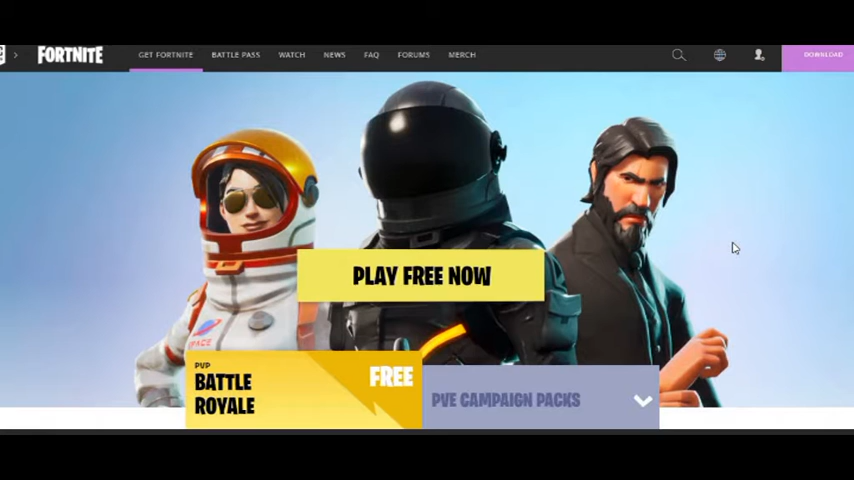 FORTNITE
GET FORTNITE BATTLE PASS WATCH NEWS FAQ FORUMS MERCH
DOWNLOAD
SPACE
PLAY FREE NOW
PVP
BATTLE
ROYALE
FREE
PVE CAMPAIGN PACKS